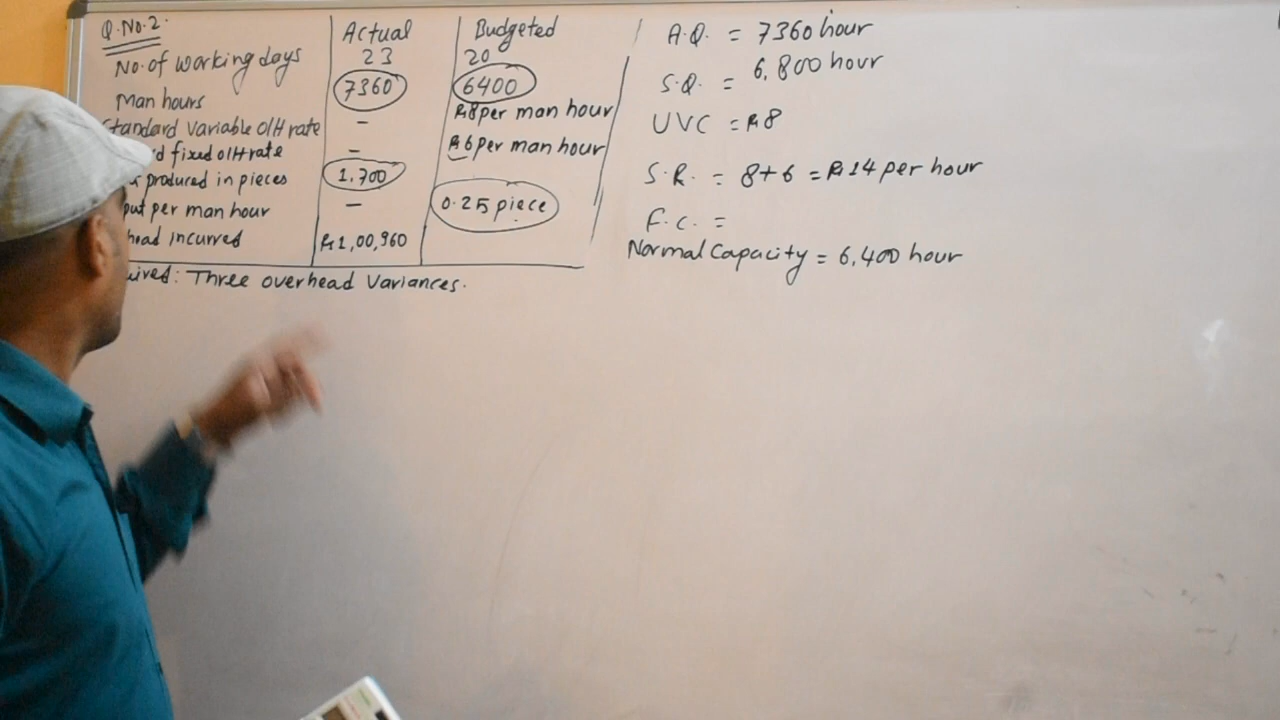 Q.No.2. Actual Budgeted
No. of working days 23 20
Man hours 7360 6400
Standard variable O/H rate - Rs8 per man hour
d fixed o/H rate - Rs6 per man hour
produced in pieces 1,700
put per man hour - 0.25 piece
head incurred Rs1,00,960
uired: Three overhead Variances.
A.Q. = 7360 hour
S.Q. = 6,800 hour
UVC = Rs8
S.R. = 8+6 = Rs14 per hour
F.C. =
Normal Capacity = 6,400 hour